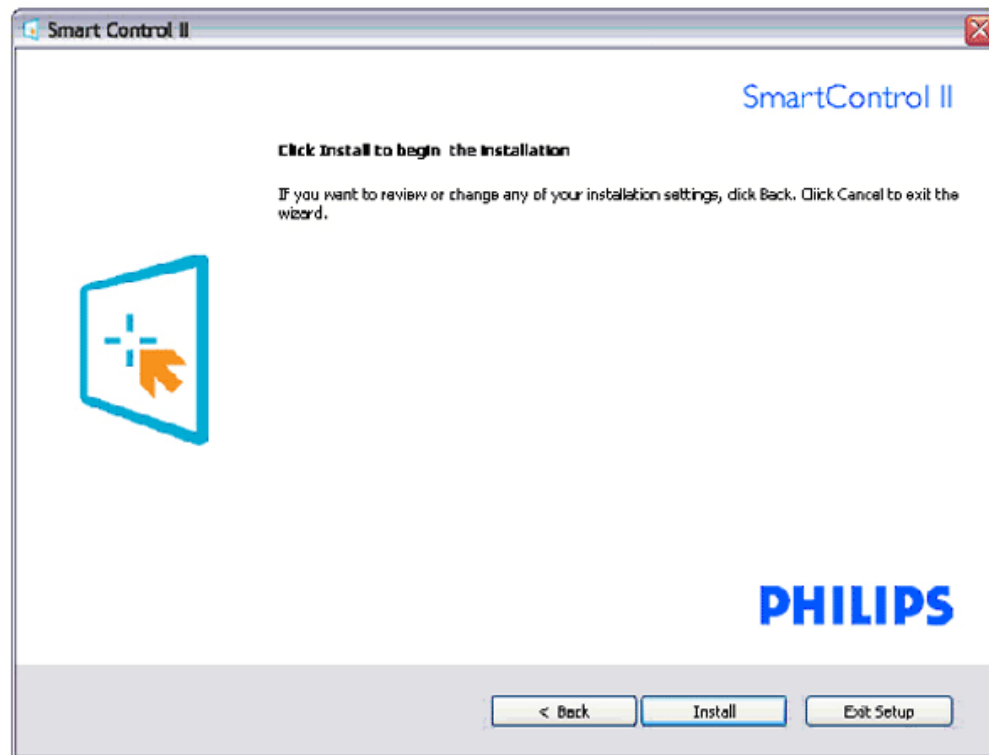 Smart Control II
SmartControl II
Click Install to begin the installation
If you want to review or change any of your installation settings, click Back. Click Cancel to exit the
wizard.
PHILIPS
< Back Install Exit Setup